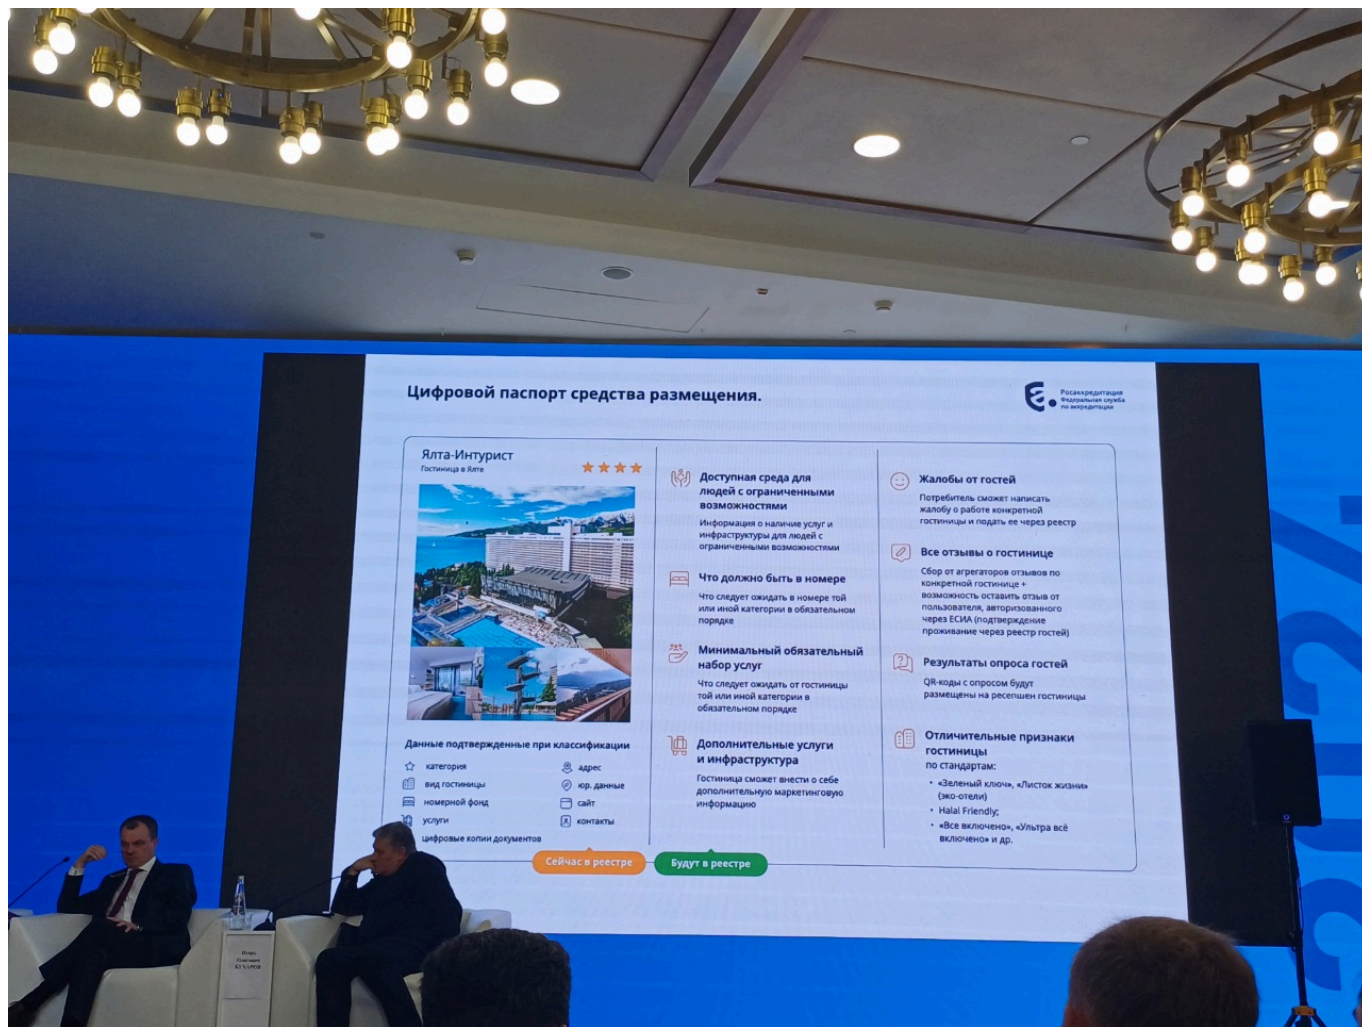 Цифровой паспорт средства размещения.
Росаккредитация
Федеральная служба
по аккредитации
Ялта-Интурист
Гостиница в Ялте
Данные подтвержденные при классификации
категория
вид гостиницы
номерной фонд
услуги
цифровые копии документов
адрес
юр. данные
сайт
контакты
Доступная среда для
людей с ограниченными
возможностями
Информация о наличие услуг и
инфраструктуры для людей с
ограниченными возможностями
Что должно быть в номере
Что следует ожидать в номере той
или иной категории в обязательном
порядке
Минимальный обязательный
набор услуг
Что следует ожидать от гостиницы
той или иной категории в
обязательном порядке
Дополнительные услуги
и инфраструктура
Гостиница сможет внести о себе
дополнительную маркетинговую
информацию
Жалобы от гостей
Потребитель сможет написать
жалобу о работе конкретной
гостиницы и подать ее через реестр
Все отзывы о гостинице
Сбор от агрегаторов отзывов по
конкретной гостинице +
возможность оставить отзыв от
пользователя, авторизованного
через ЕСИА (подтверждение
проживание через реестр гостей)
Результаты опроса гостей
QR-коды с опросом будут
размещены на ресепшен гостиницы
Отличительные признаки
гостиницы
по стандартам:
• «Зеленый ключ», «Листок жизни»
(эко-отели)
• Halal Friendly;
• «Все включено», «Ультра всё
включено» и др.
Сейчас в реестре
Будут в реестре
БУХАРОВ